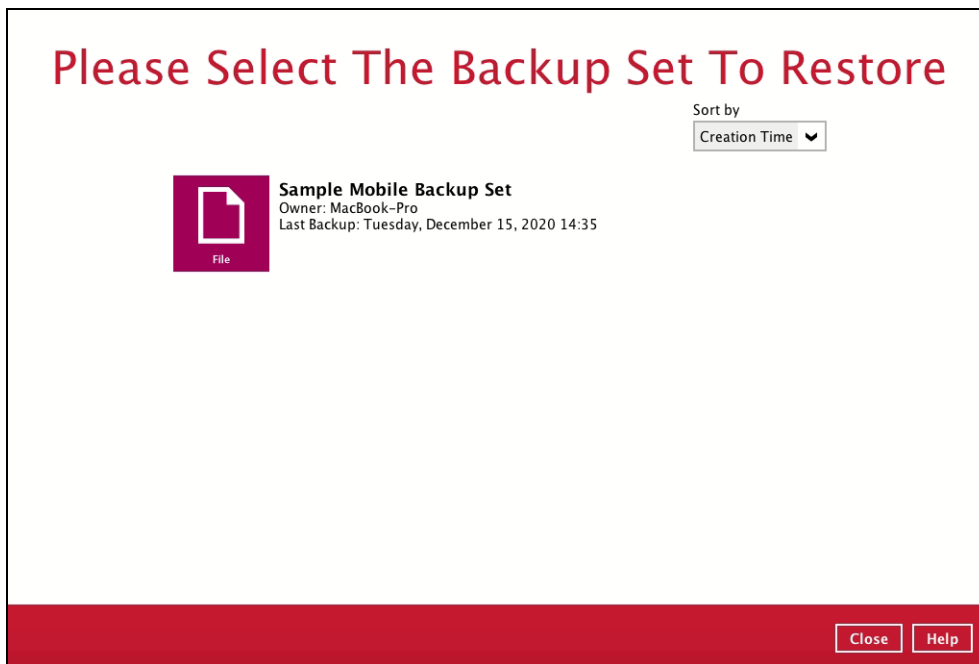 Please Select The Backup Set To Restore
Sort by
Creation Time
Sample Mobile Backup Set
Owner: MacBook-Pro
Last Backup: Tuesday, December 15, 2020 14:35
File
Close
Help